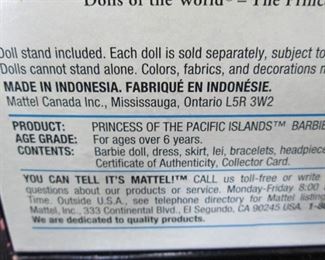 Dolls of the World® – The Princ
Doll stand included. Each doll is sold separately, subject to
Dolls cannot stand alone. Colors, fabrics, and decorations m
MADE IN INDONESIA. FABRIQUÉ EN INDONÉSIE.
Mattel Canada Inc., Mississauga, Ontario L5R 3W2
PRODUCT: PRINCESS OF THE PACIFIC ISLANDS™ BARBIE
AGE GRADE: For ages over 6 years.
CONTENTS: Barbie doll, dress, skirt, lei, bracelets, headpiece
Certificate of Authenticity, Collector Card.
YOU CAN TELL IT'S MATTEL!™ CALL us toll-free or write
questions about our products or service. Monday-Friday 8:
Time. Outside U.S.A., see telephone directory for Mattel listing
Mattel, Inc., 333 Continental Blvd., El Segundo, CA 90245 USA. 1-8
We are dedicated to quality products.